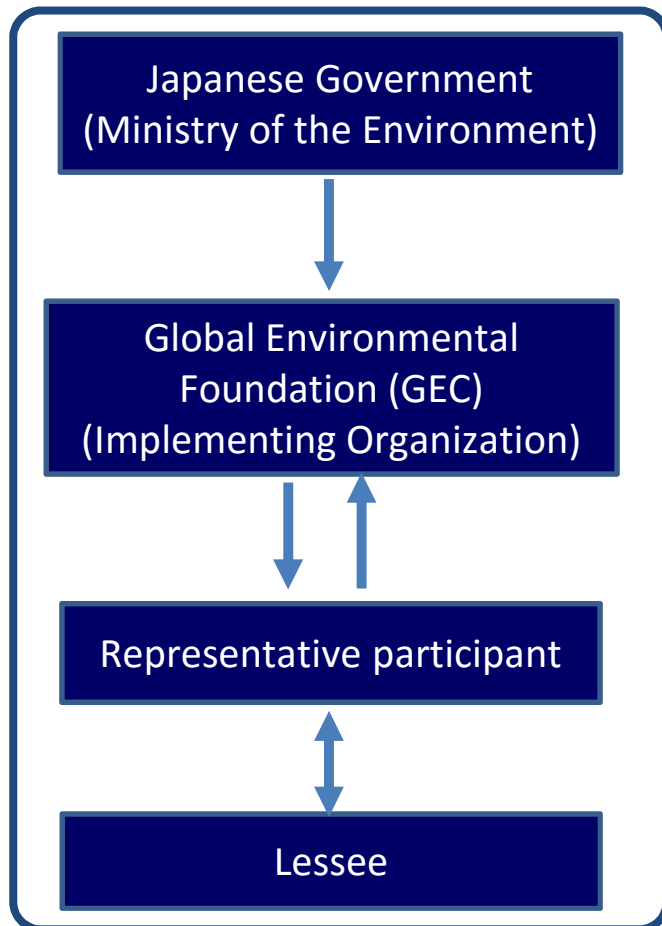 Japanese Government
(Ministry of the Environment)
Global Environmental
Foundation (GEC)
(Implementing Organization)
Representative participant
Lessee